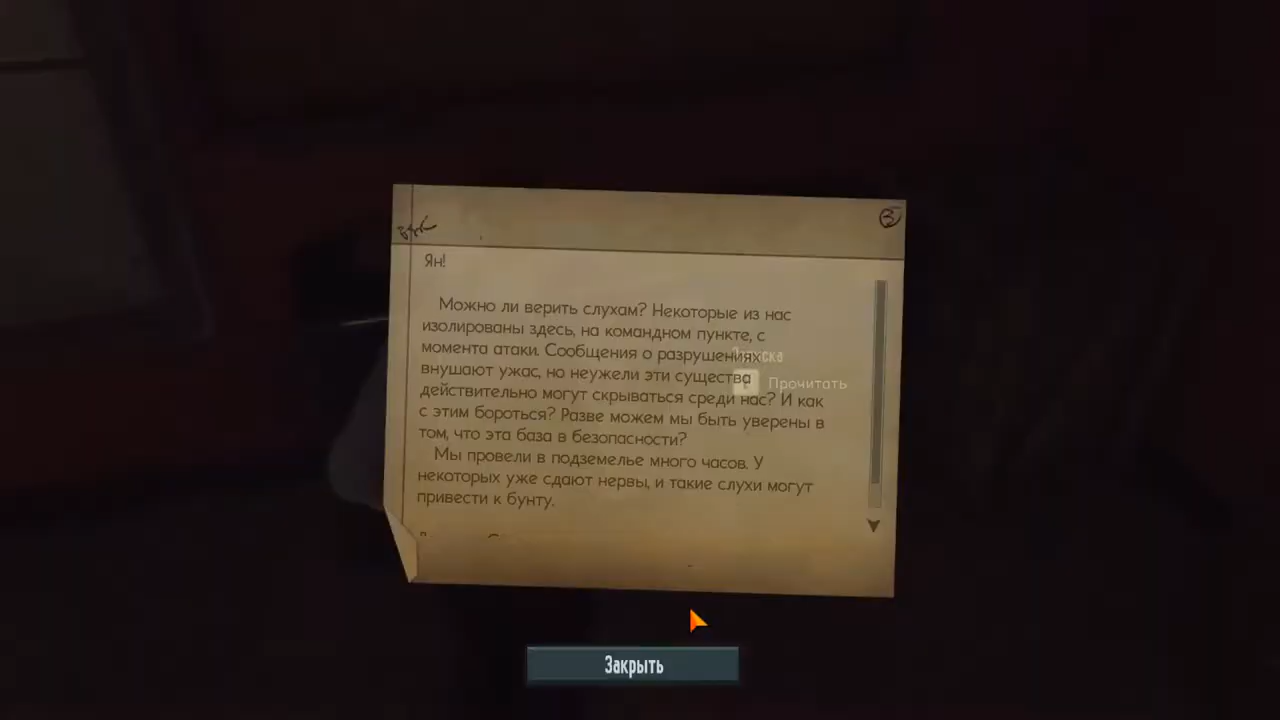 Ян!
Можно ли верить слухам? Некоторые из нас
изолированы здесь, на командном пункте, с
момента атаки. Сообщения о разрушениях
внушают ужас, но неужели эти существа
действительно могут скрываться среди нас? И как
с этим бороться? Разве можем мы быть уверены в
том, что эта база в безопасности?
Мы провели в подземелье много часов. У
некоторых уже сдают нервы, и такие слухи могут
привести к бунту.
Прочитать
Закрыть